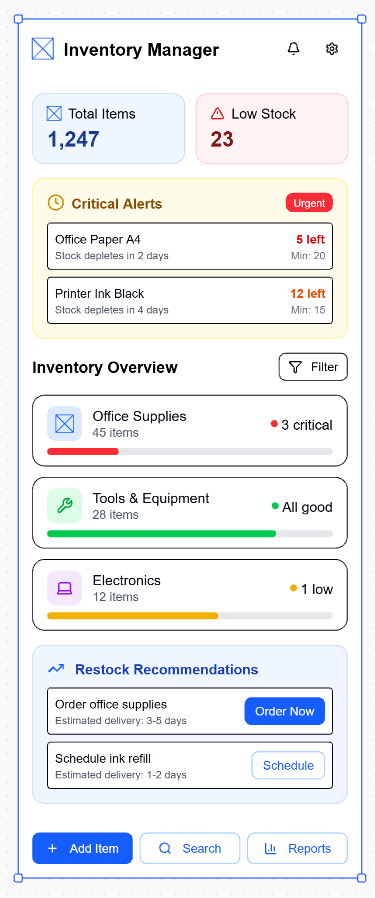 Inventory Manager
Total Items
1,247
Low Stock
23
Critical Alerts
Urgent
Office Paper A4
5 left
Stock depletes in 2 days
Min: 20
Printer Ink Black
12 left
Stock depletes in 4 days
Min: 15
Inventory Overview
Filter
Office Supplies
45 items
3 critical
Tools & Equipment
28 items
All good
Electronics
12 items
1 low
Restock Recommendations
Order office supplies
Estimated delivery: 3-5 days
Order Now
Schedule ink refill
Estimated delivery: 1-2 days
Schedule
Add Item
Search
Reports